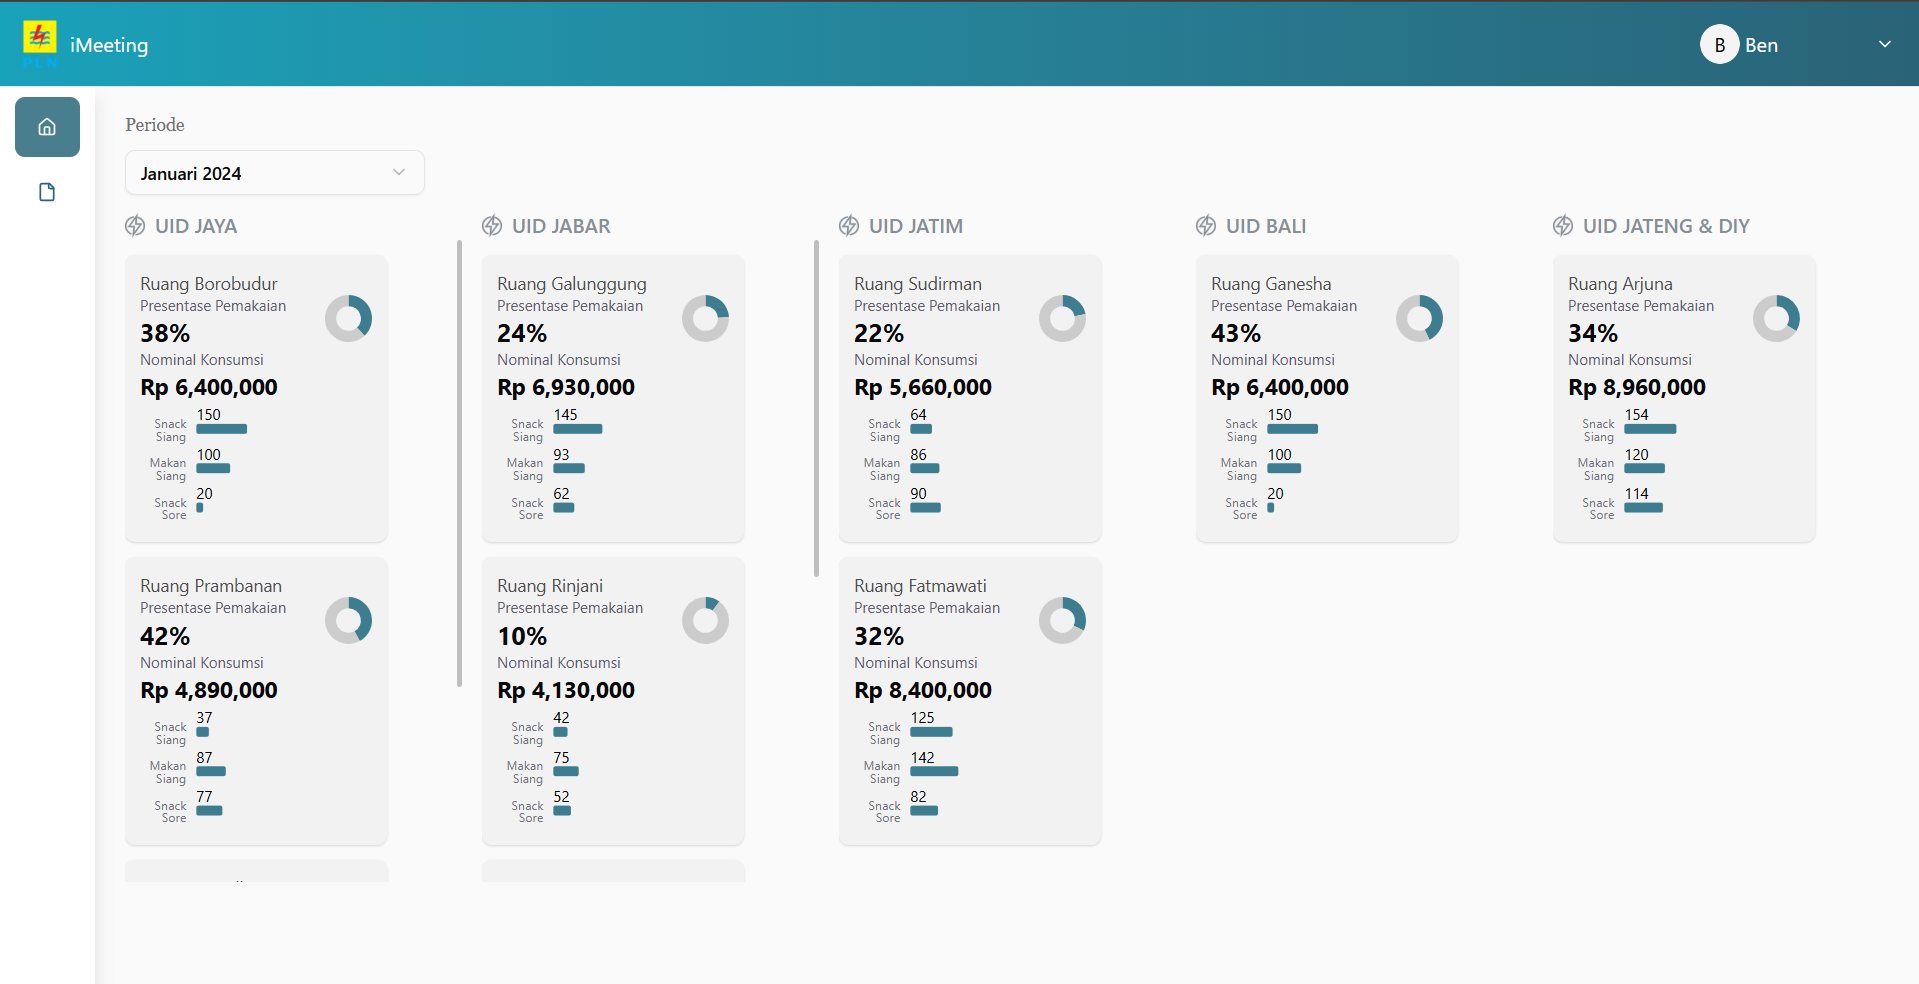 PLN
iMeeting
B
Ben
Periode
Januari 2024
UID JAYA
Ruang Borobudur
Presentase Pemakaian
38%
Nominal Konsumsi
Rp 6,400,000
Snack
Siang
150
Makan
Siang
100
Snack
Sore
20
Ruang Prambanan
Presentase Pemakaian
42%
Nominal Konsumsi
Rp 4,890,000
Snack
Siang
37
Makan
Siang
87
Snack
Sore
77
UID JABAR
Ruang Galunggung
Presentase Pemakaian
24%
Nominal Konsumsi
Rp 6,930,000
Snack
Siang
145
Makan
Siang
93
Snack
Sore
62
Ruang Rinjani
Presentase Pemakaian
10%
Nominal Konsumsi
Rp 4,130,000
Snack
Siang
42
Makan
Siang
75
Snack
Sore
52
UID JATIM
Ruang Sudirman
Presentase Pemakaian
22%
Nominal Konsumsi
Rp 5,660,000
Snack
Siang
64
Makan
Siang
86
Snack
Sore
90
Ruang Fatmawati
Presentase Pemakaian
32%
Nominal Konsumsi
Rp 8,400,000
Snack
Siang
125
Makan
Siang
142
Snack
Sore
82
UID BALI
Ruang Ganesha
Presentase Pemakaian
43%
Nominal Konsumsi
Rp 6,400,000
Snack
Siang
150
Makan
Siang
100
Snack
Sore
20
UID JATENG & DIY
Ruang Arjuna
Presentase Pemakaian
34%
Nominal Konsumsi
Rp 8,960,000
Snack
Siang
154
Makan
Siang
120
Snack
Sore
114